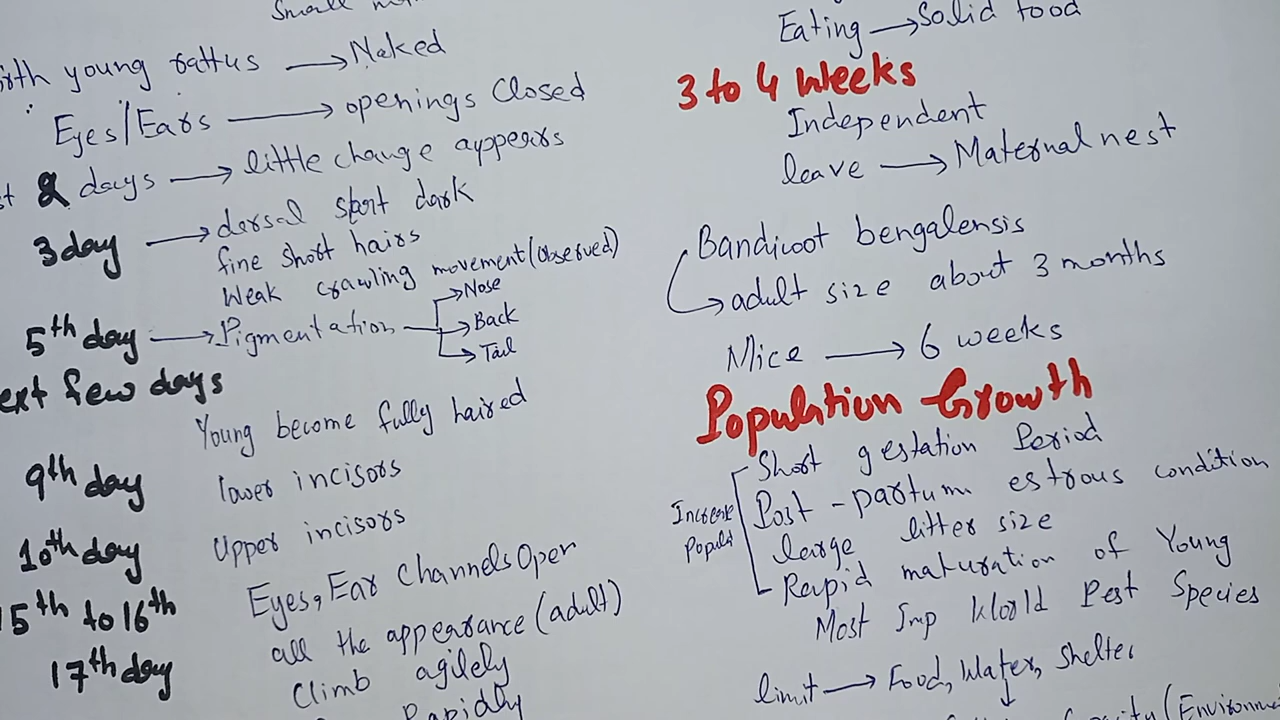 Small
young rattus → Naked
Eyes/Ears → openings Closed
2 days → little change appears
3 day → dorsal start dark
fine short hairs
Weak crawling movement (Observed)
5th day → Pigmentation → Nose
→ Back
→ Tail
few days
Young become fully haired
9th day lower incisors
10th day Upper incisors
15th to 16th Eyes, Ear Channels Open
all the appearance (adult)
17th day Climb agilely
Rapidly
Eating → Solid food
3 to 4 Weeks
Independent
leave → Maternal nest
Bandicoot bengalensis
→ adult size about 3 months
Mice → 6 weeks
Population Growth
Increase
Populat
Short gestation Period
Post-partum estrous condition
large litter size
Rapid maturation of Young
Most Imp World Pest Species
limit → Food, Water, Shelter
(Environm